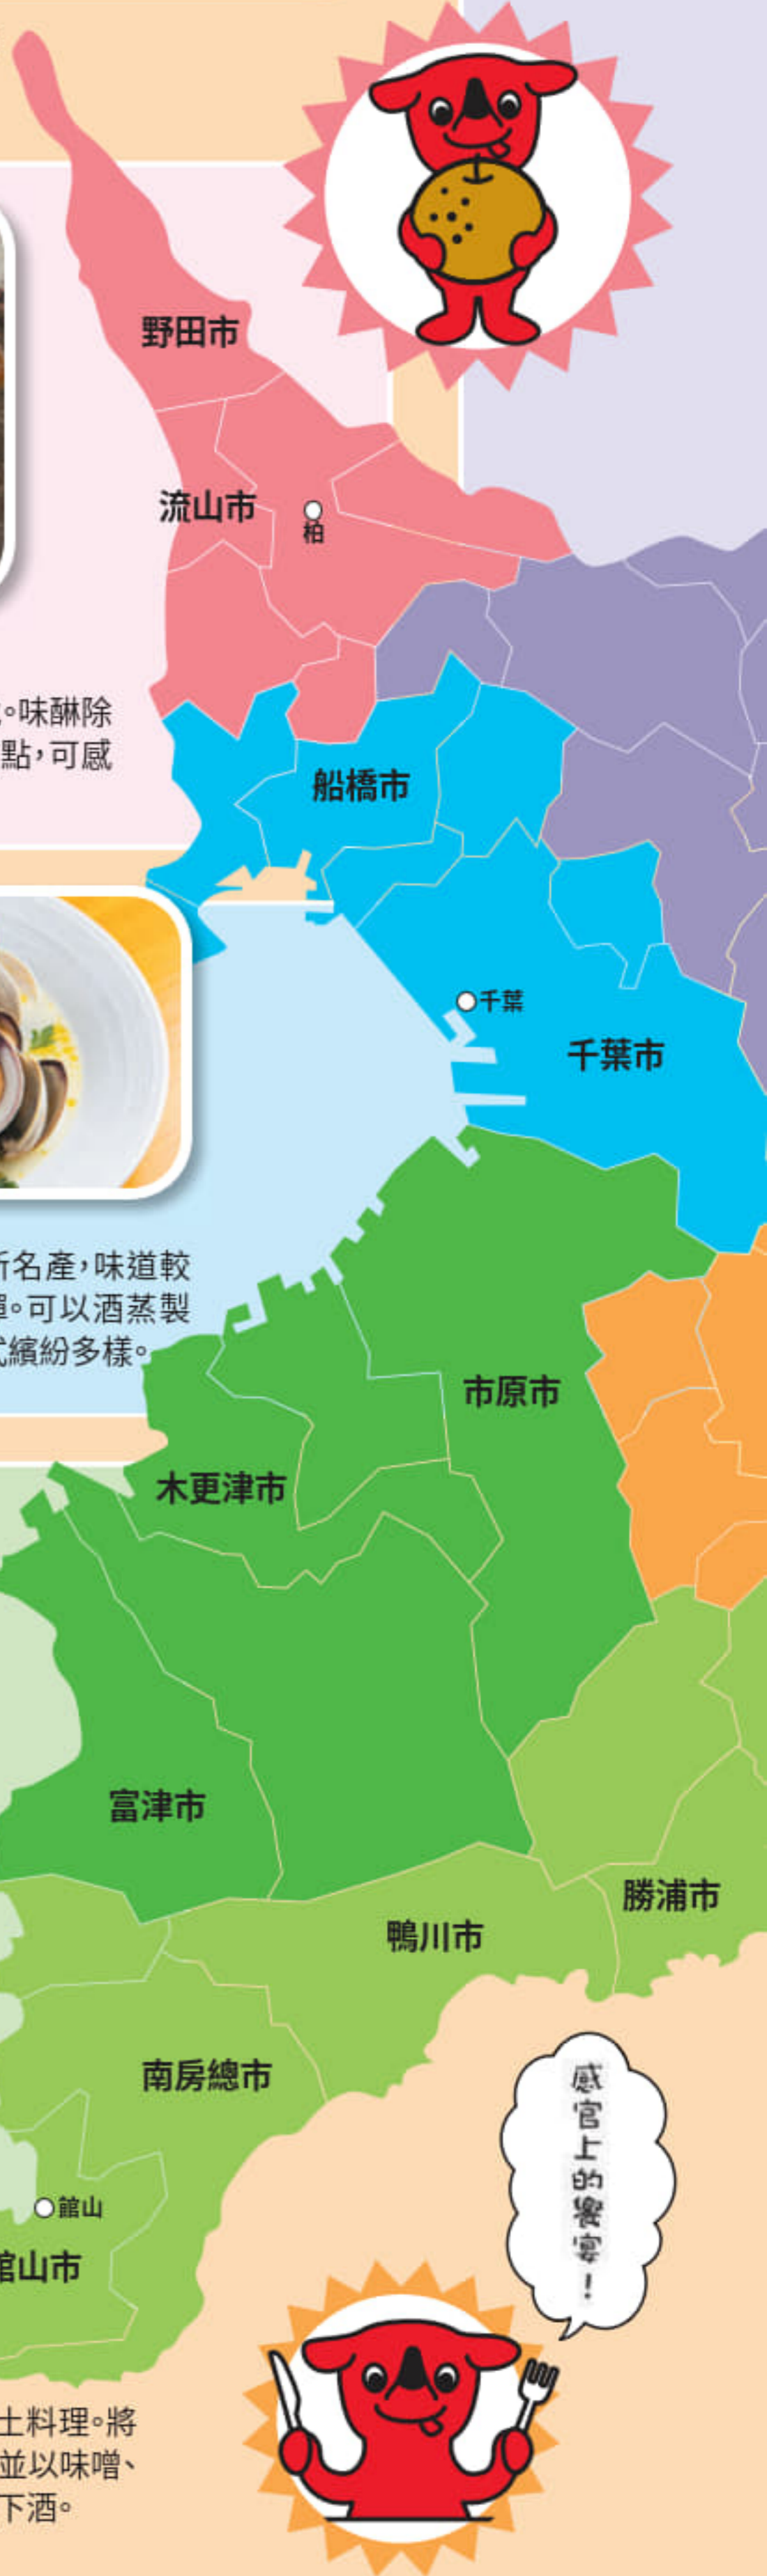 野田市
流山市
柏
。味醂除
點，可感
船橋市
千葉
千葉市
名產，味道較
。可以酒蒸製
繽紛多樣。
市原市
木更津市
富津市
勝浦市
鴨川市
南房總市
感官上的饗宴！
館山
館山市
土料理。將
並以味噌、
下酒。